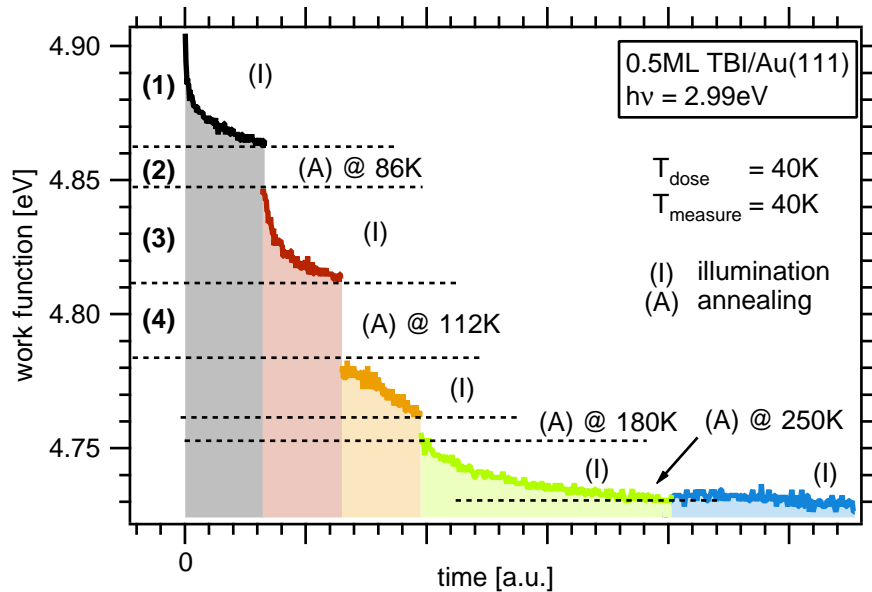 4.90
(1)
(I)
0.5ML TBI/Au(111)
hν = 2.99eV
(2)
(A) @ 86K
4.85
T_dose = 40K
T_measure = 40K
(3)
(I)
(I) illumination
(A) annealing
work function [eV]
(4)
4.80
(A) @ 112K
(I)
(A) @ 180K
(A) @ 250K
4.75
(I)
(I)
0
time [a.u.]